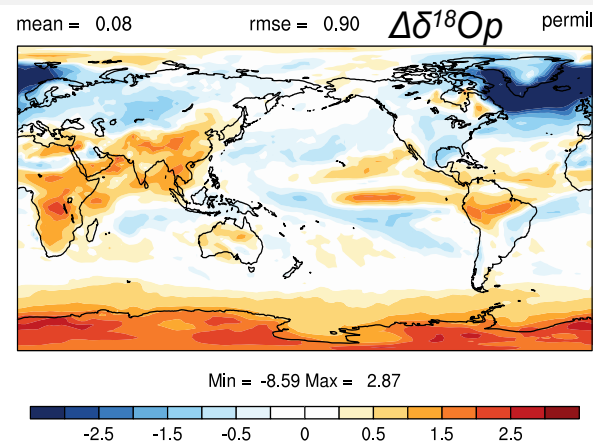 mean = 0.08 rmse = 0.90 Δδ¹⁸Op permil
Min = -8.59 Max = 2.87
-2.5 -1.5 -0.5 0 0.5 1.5 2.5